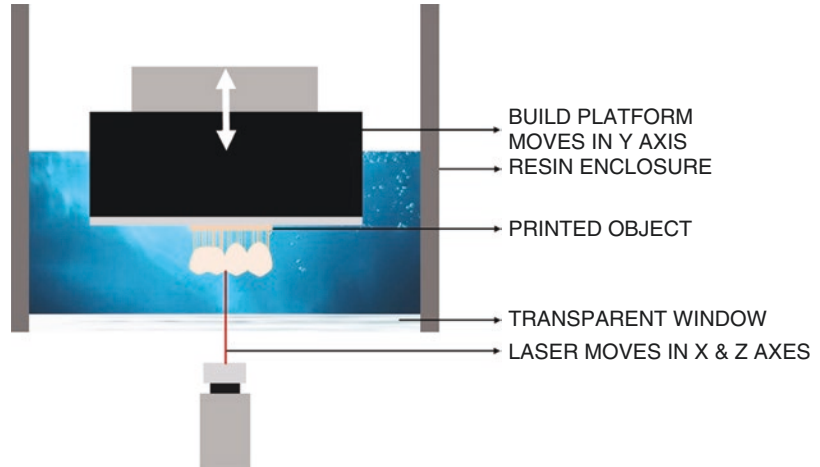 BUILD PLATFORM
MOVES IN Y AXIS
RESIN ENCLOSURE
PRINTED OBJECT
TRANSPARENT WINDOW
LASER MOVES IN X & Z AXES